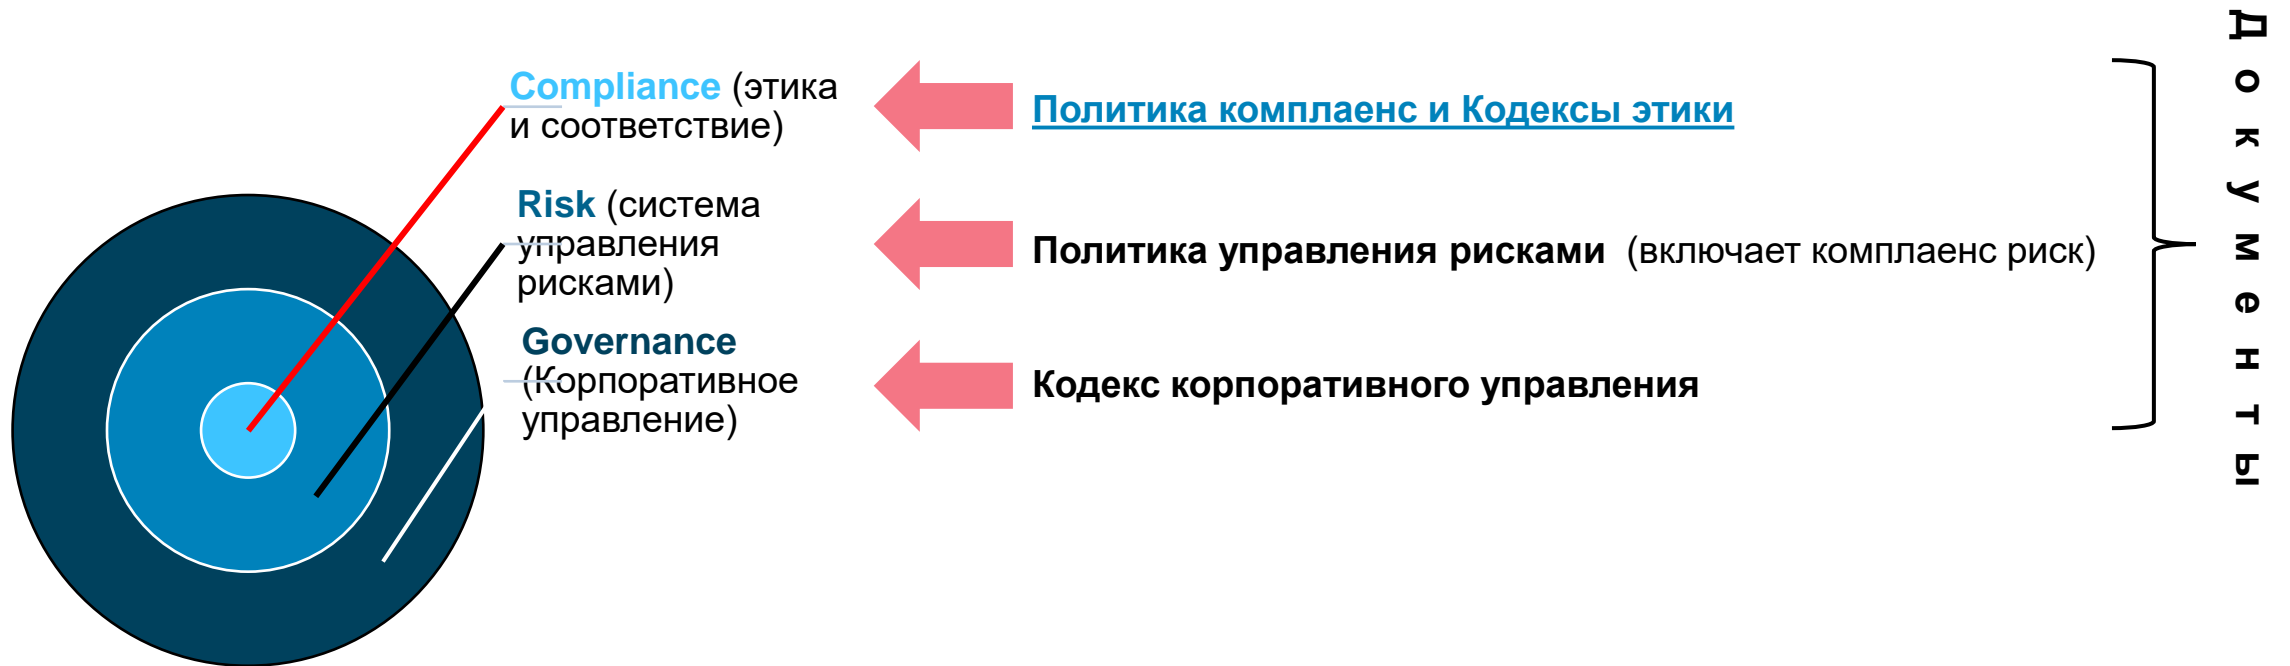 Compliance (этика
и соответствие)
Политика комплаенс и Кодексы этики
Risk (система
управления
рисками)
Политика управления рисками (включает комплаенс риск)
Governance
(Корпоративное
управление)
Кодекс корпоративного управления
Документы